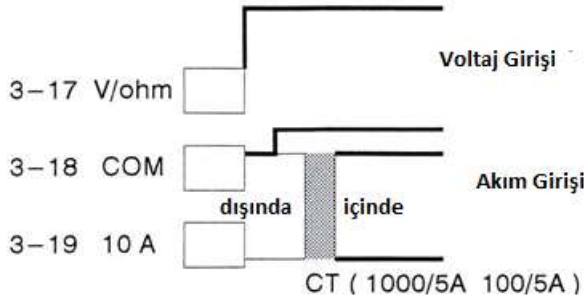 Voltaj Girişi
3-17 V/ohm
3-18 COM
Akım Girişi
dışında içinde
3-19 10 A
CT ( 1000/5A 100/5A )